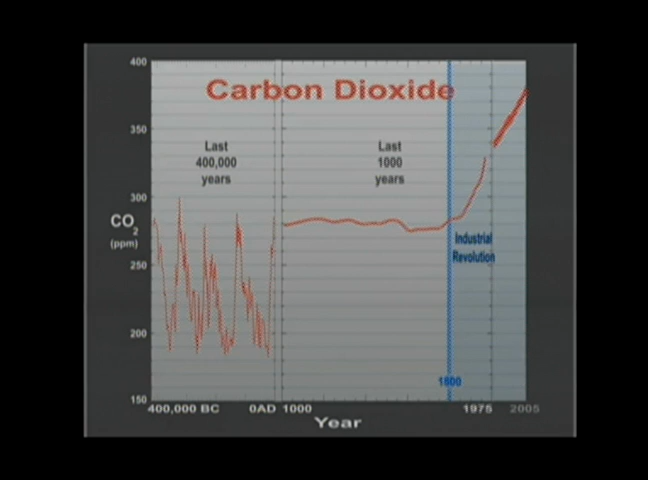 Carbon Dioxide
400
350
300
250
200
150
CO2
(ppm)
Last
400,000
years
Last
1000
years
Industrial
Revolution
1800
400,000 BC
0AD
1000
1975
2005
Year